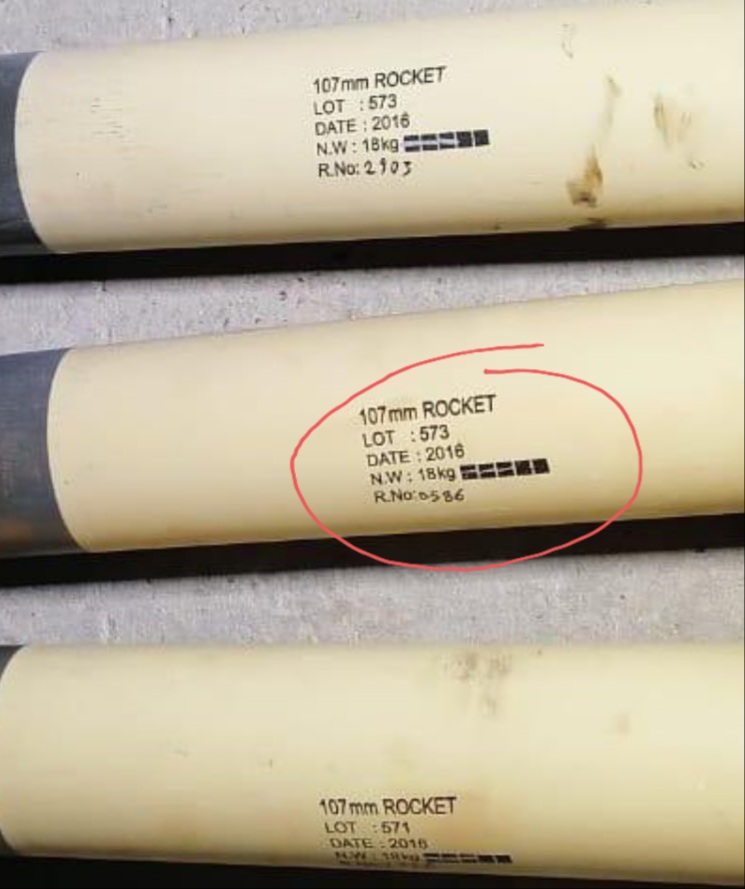 107mm ROCKET
LOT : 573
DATE : 2016
N.W : 18kg
R.No: 2903
107mm ROCKET
LOT : 573
DATE : 2016
N.W : 18kg
R.No: 0586
107mm ROCKET
LOT : 571
DATE : 2016
N.W : 18kg